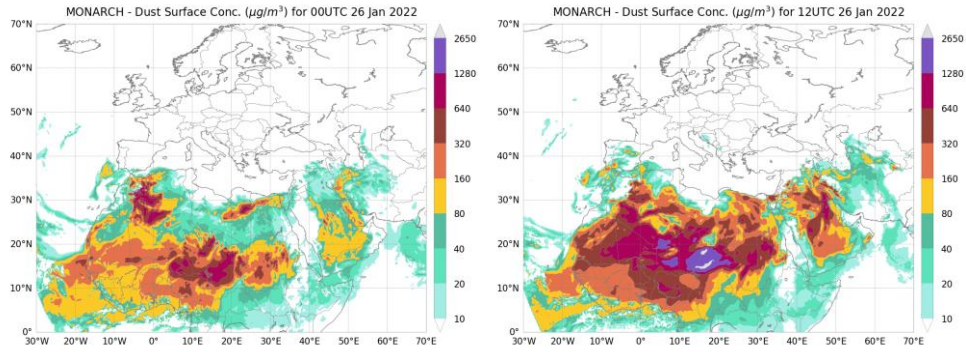 MONARCH - Dust Surface Conc. (μg/m³) for 00UTC 26 Jan 2022
70°N
60°N
50°N
40°N
30°N
20°N
10°N
0°
30°W 20°W 10°W 0° 10°E 20°E 30°E 40°E 50°E 60°E 70°E
2650
1280
640
320
160
80
40
20
10
MONARCH - Dust Surface Conc. (μg/m³) for 12UTC 26 Jan 2022
70°N
60°N
50°N
40°N
30°N
20°N
10°N
0°
30°W 20°W 10°W 0° 10°E 20°E 30°E 40°E 50°E 60°E 70°E
2650
1280
640
320
160
80
40
20
10